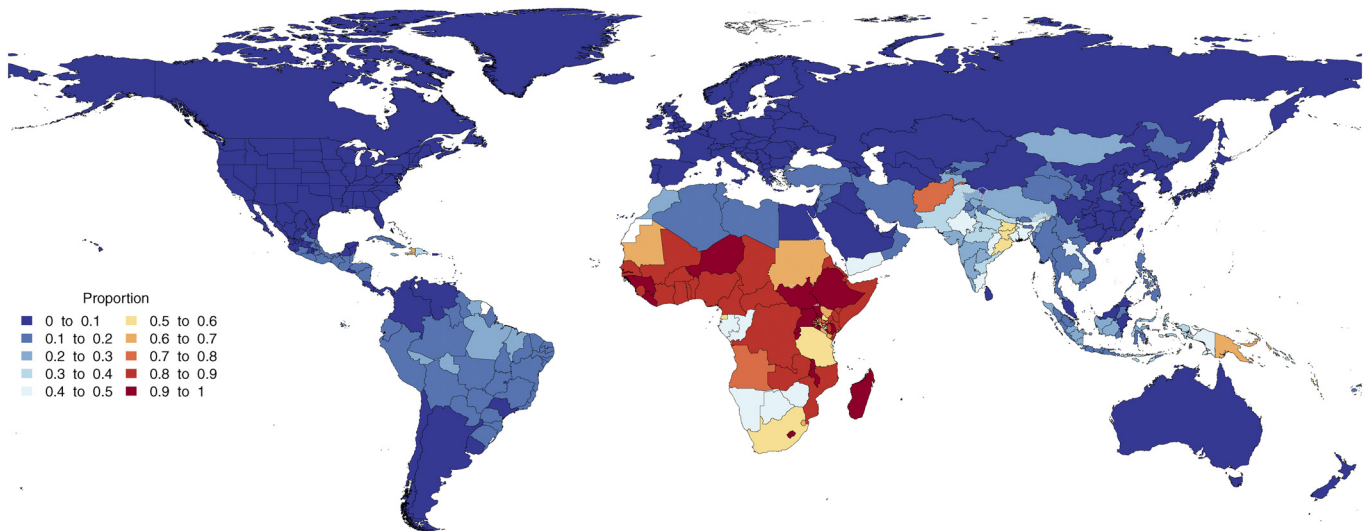 Proportion
0 to 0.1
0.1 to 0.2
0.2 to 0.3
0.3 to 0.4
0.4 to 0.5
0.5 to 0.6
0.6 to 0.7
0.7 to 0.8
0.8 to 0.9
0.9 to 1